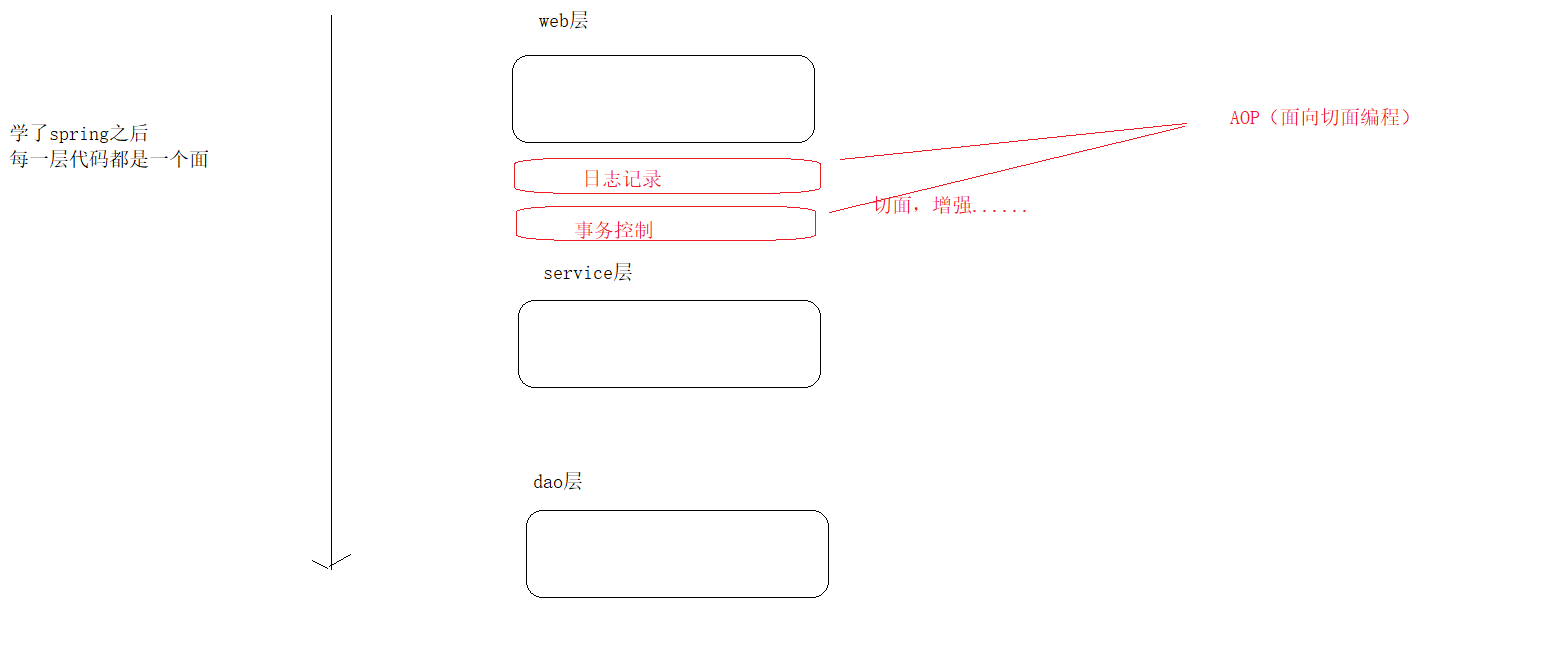 web层
学了spring之后
每一层代码都是一个面
AOP（面向切面编程）
日志记录
切面，增强......
事务控制
service层
dao层